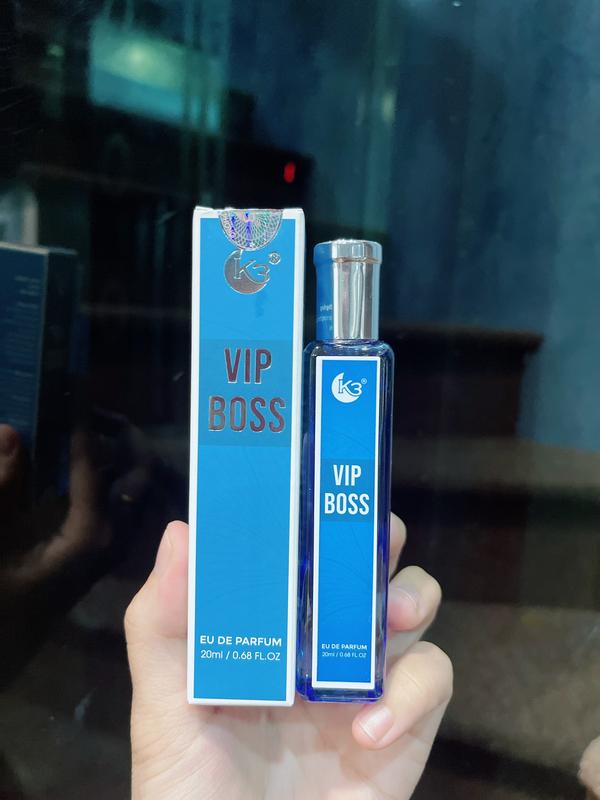 K3®
VIP
BOSS
EU DE PARFUM
20ml / 0.68 FL.OZ
K3®
VIP
BOSS
EU DE PARFUM
20ml / 0.68 FL.OZ